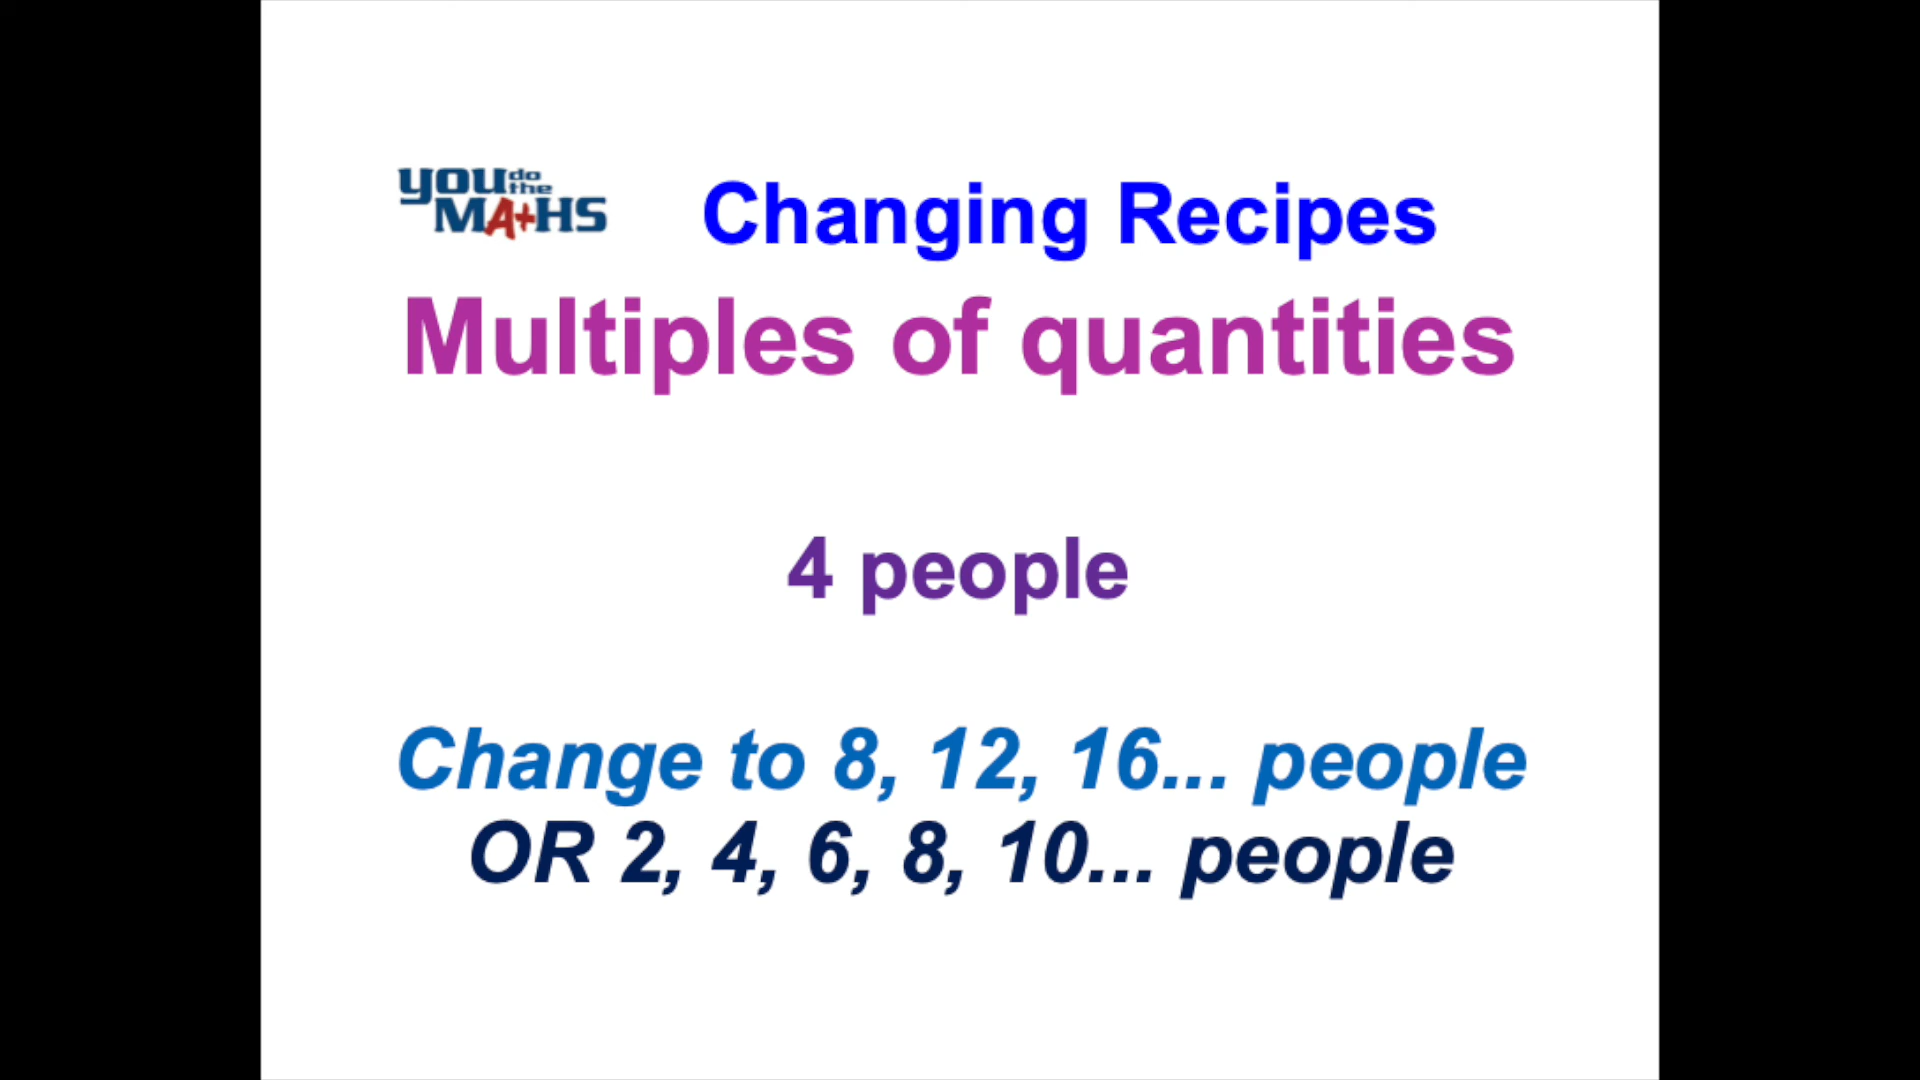 you do the MA+HS
Changing Recipes
Multiples of quantities
4 people
Change to 8, 12, 16... people
OR 2, 4, 6, 8, 10... people